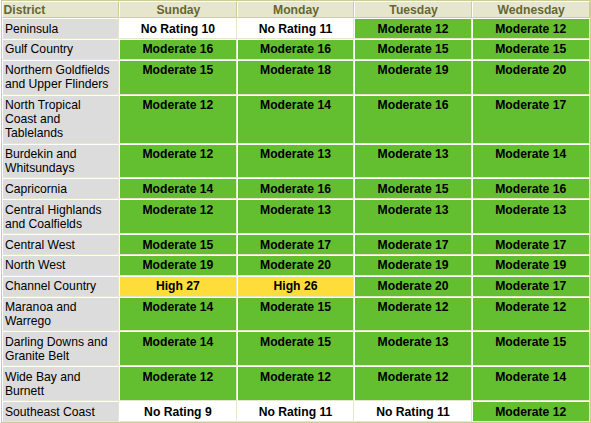 District Sunday Monday Tuesday Wednesday
Peninsula No Rating 10 No Rating 11 Moderate 12 Moderate 12
Gulf Country Moderate 16 Moderate 16 Moderate 15 Moderate 15
Northern Goldfields Moderate 15 Moderate 18 Moderate 19 Moderate 20
and Upper Flinders
North Tropical Moderate 12 Moderate 14 Moderate 16 Moderate 17
Coast and
Tablelands
Burdekin and Moderate 12 Moderate 13 Moderate 13 Moderate 14
Whitsundays
Capricornia Moderate 14 Moderate 16 Moderate 15 Moderate 16
Central Highlands Moderate 12 Moderate 13 Moderate 13 Moderate 13
and Coalfields
Central West Moderate 15 Moderate 17 Moderate 17 Moderate 17
North West Moderate 19 Moderate 20 Moderate 19 Moderate 19
Channel Country High 27 High 26 Moderate 20 Moderate 17
Maranoa and Moderate 14 Moderate 15 Moderate 12 Moderate 12
Warrego
Darling Downs and Moderate 14 Moderate 15 Moderate 13 Moderate 15
Granite Belt
Wide Bay and Moderate 12 Moderate 12 Moderate 12 Moderate 14
Burnett
Southeast Coast No Rating 9 No Rating 11 No Rating 11 Moderate 12